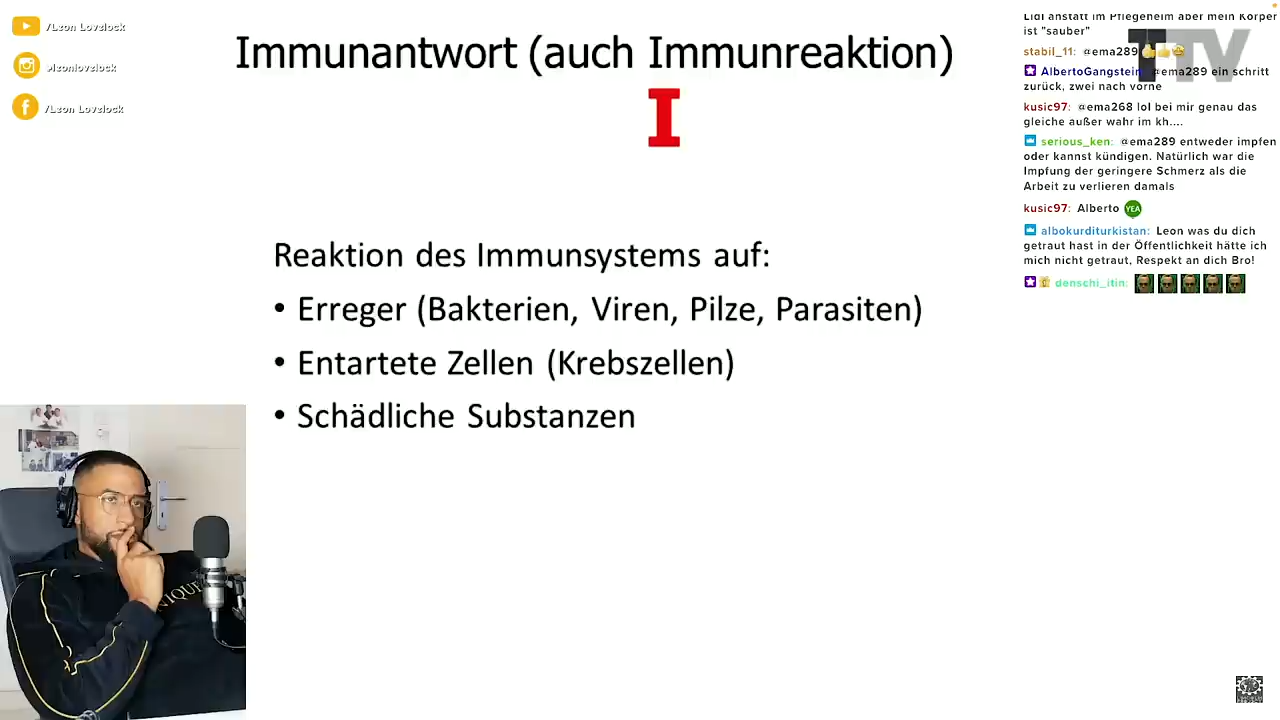 /Leon Lovelock
/leonlovelock
/Leon Lovelock
Immunantwort (auch Immunreaktion)
I
Reaktion des Immunsystems auf:
• Erreger (Bakterien, Viren, Pilze, Parasiten)
• Entartete Zellen (Krebszellen)
• Schädliche Substanzen
TTV
Lidl anstatt im Pflegeheim aber mein Körper
ist "sauber"
stabil_11: @ema289
AlbertoGangstein: @ema289 ein schritt
zurück, zwei nach vorne
kusic97: @ema268 lol bei mir genau das
gleiche außer wahr im kh....
serious_ken: @ema289 entweder impfen
oder kannst kündigen. Natürlich war die
Impfung der geringere Schmerz als die
Arbeit zu verlieren damals
kusic97: Alberto YEA
albokurditurkistan: Leon was du dich
getraut hast in der Öffentlichkeit hätte ich
mich nicht getraut, Respekt an dich Bro!
denschi_itin: